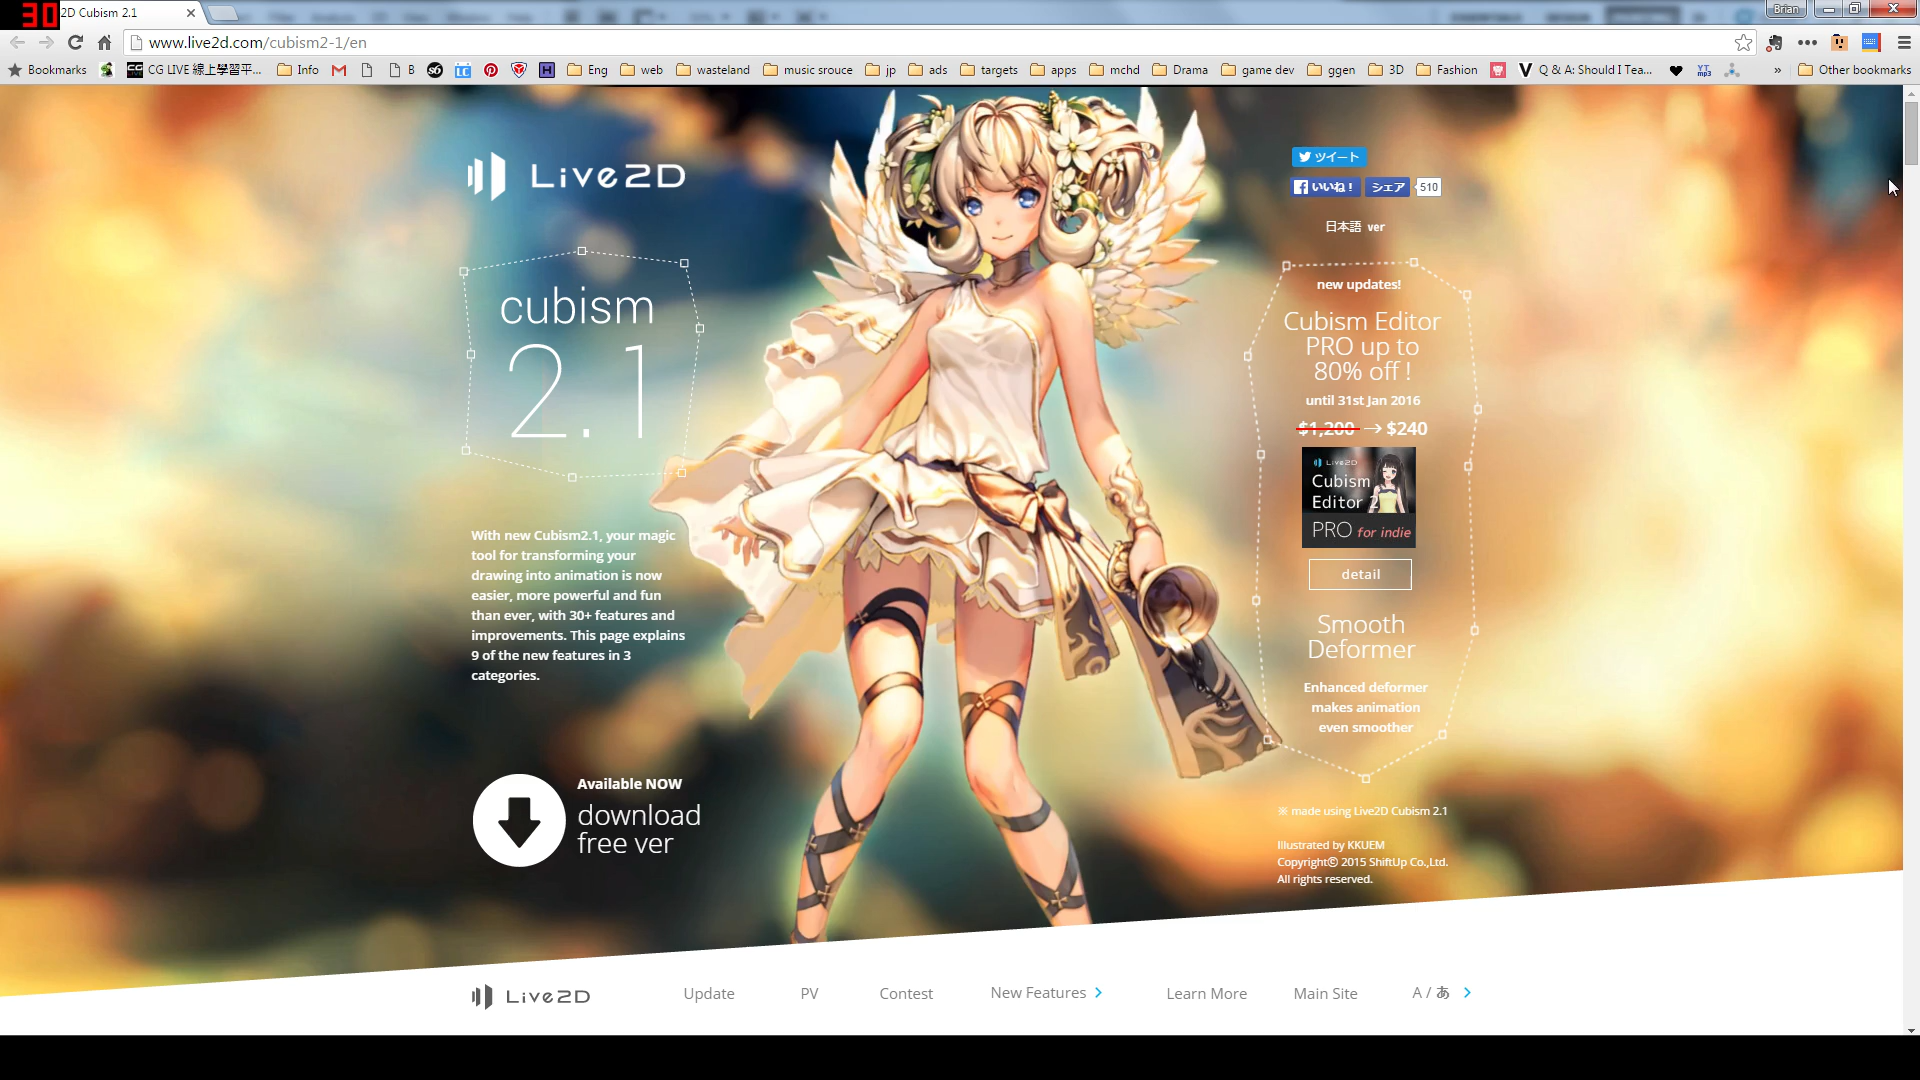 30
2D Cubism 2.1
Brian
www.live2d.com/cubism2-1/en
Bookmarks
CG LIVE 線上學習平...
Info
B
Eng
web
wasteland
music srouce
jp
ads
targets
apps
mchd
Drama
game dev
ggen
3D
Fashion
Q & A: Should I Tea...
YT mp3
»
Other bookmarks
Live2D
cubism
2.1
With new Cubism2.1, your magic
tool for transforming your
drawing into animation is now
easier, more powerful and fun
than ever, with 30+ features and
improvements. This page explains
9 of the new features in 3
categories.
Available NOW
download
free ver
ツイート
いいね！ シェア 510
日本語 ver
new updates!
Cubism Editor
PRO up to
80% off !
until 31st Jan 2016
$1,200 → $240
Live2D
Cubism
Editor 2
PRO for indie
detail
Smooth
Deformer
Enhanced deformer
makes animation
even smoother
※ made using Live2D Cubism 2.1
Illustrated by KKUEM
Copyright© 2015 ShiftUp Co.,Ltd.
All rights reserved.
Live2D
Update
PV
Contest
New Features
Learn More
Main Site
A / あ